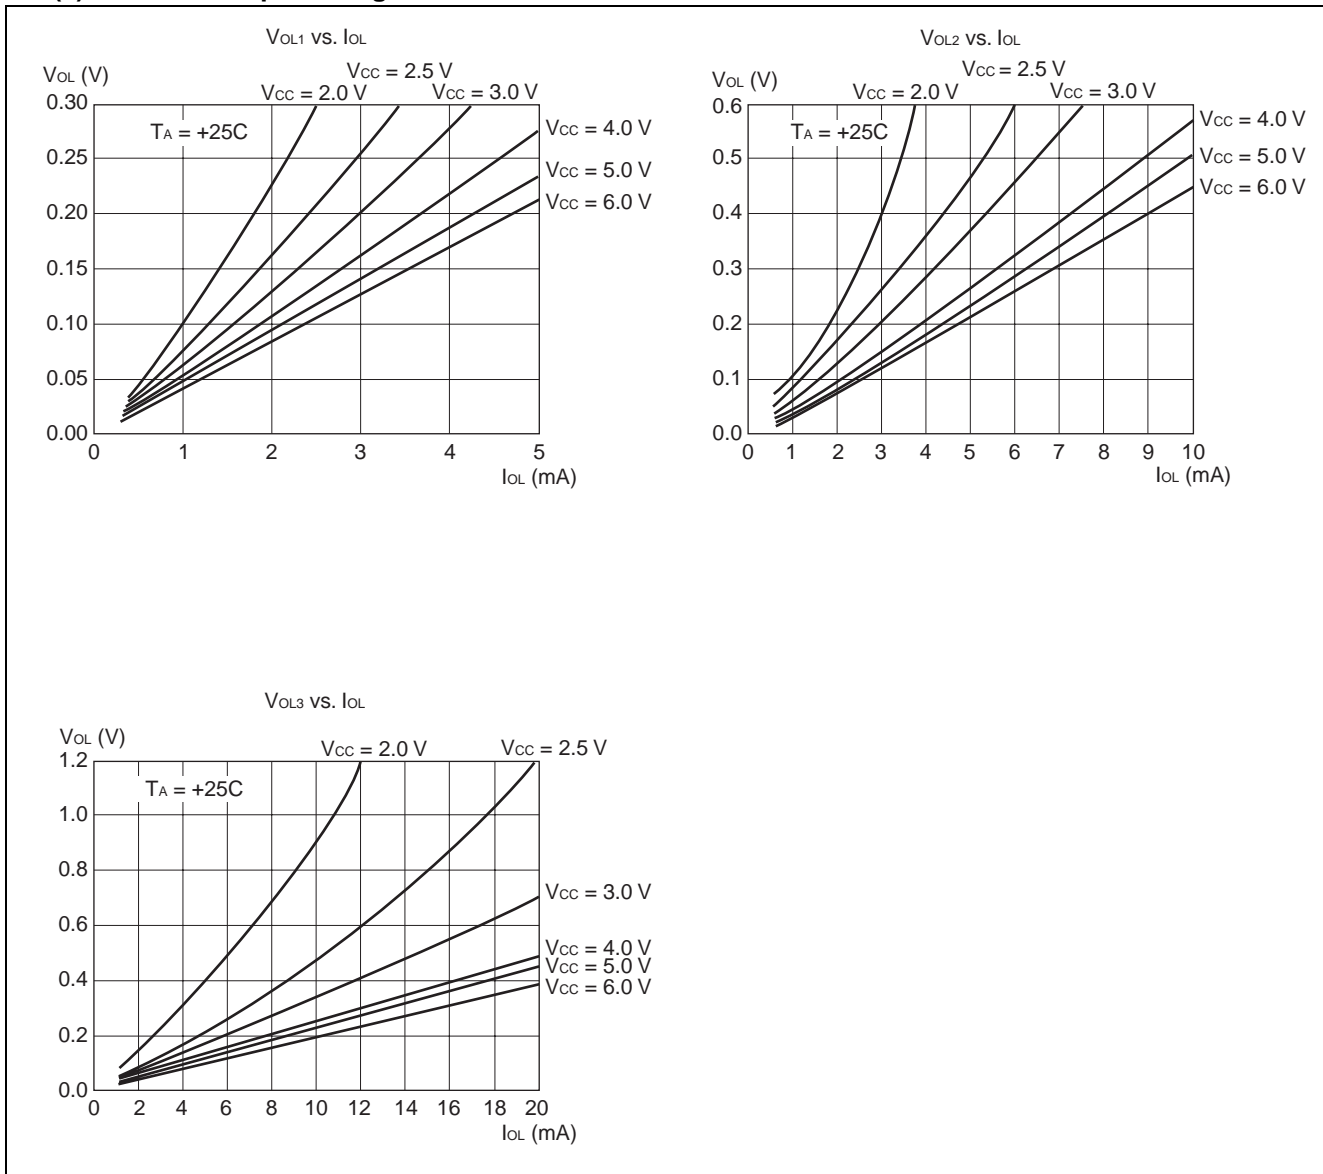 VOL1 vs. IOL
VOL (V)
VCC = 2.5 V
VCC = 2.0 V
VCC = 3.0 V
0.30
TA = +25C
VCC = 4.0 V
0.25
VCC = 5.0 V
VCC = 6.0 V
0.20
0.15
0.10
0.05
0.00
0 1 2 3 4 5
IOL (mA)
VOL2 vs. IOL
VOL (V)
VCC = 2.5 V
VCC = 2.0 V
VCC = 3.0 V
0.6
TA = +25C
VCC = 4.0 V
0.5
VCC = 5.0 V
VCC = 6.0 V
0.4
0.3
0.2
0.1
0.0
0 1 2 3 4 5 6 7 8 9 10
IOL (mA)
VOL3 vs. IOL
VOL (V)
VCC = 2.0 V
VCC = 2.5 V
1.2
TA = +25C
1.0
0.8
VCC = 3.0 V
0.6
VCC = 4.0 V
VCC = 5.0 V
0.4
VCC = 6.0 V
0.2
0.0
0 2 4 6 8 10 12 14 16 18 20
IOL (mA)